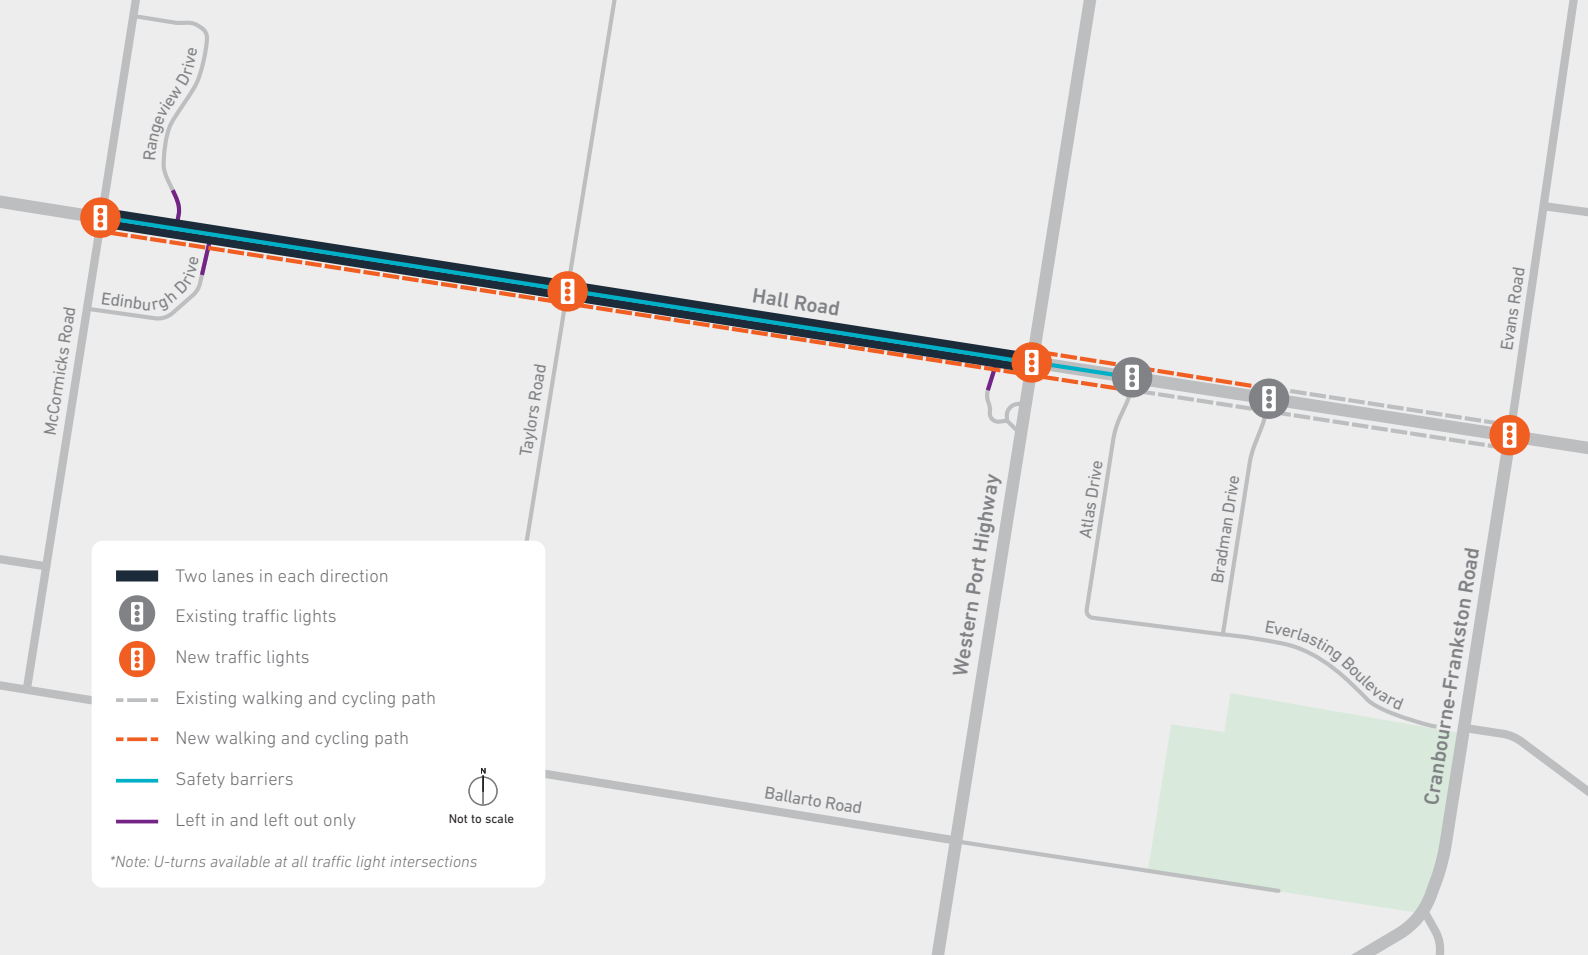 Rangeview Drive
Edinburgh Drive
McCormicks Road
Hall Road
Taylors Road
Evans Road
Atlas Drive
Bradman Drive
Western Port Highway
Everlasting Boulevard
Cranbourne-Frankston Road
Ballarto Road
Two lanes in each direction
Existing traffic lights
New traffic lights
Existing walking and cycling path
New walking and cycling path
Safety barriers
Left in and left out only
N
Not to scale
*Note: U-turns available at all traffic light intersections